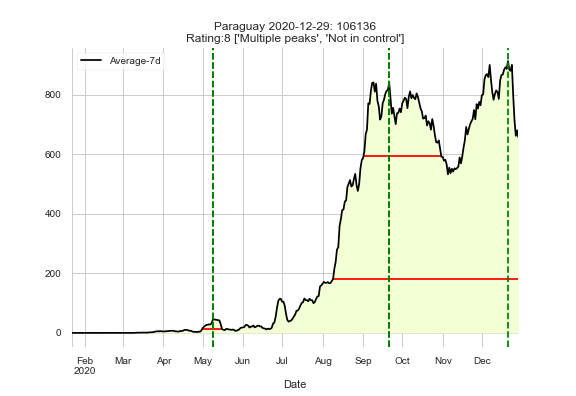 Paraguay 2020-12-29: 106136
Rating:8 ['Multiple peaks', 'Not in control']
Average-7d
800
600
400
200
0
Feb Mar Apr May Jun Jul Aug Sep Oct Nov Dec
2020
Date